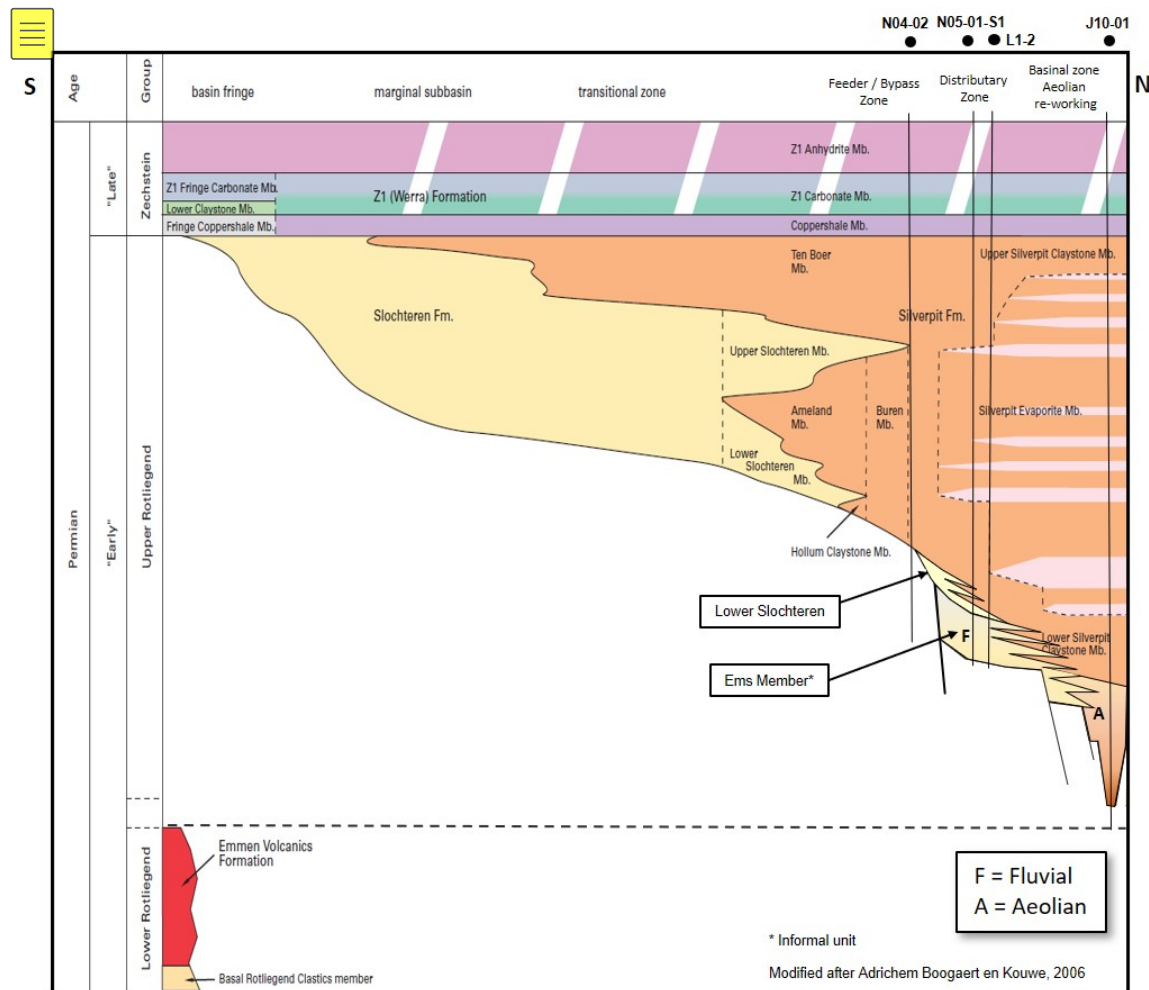 N04-02
N05-01-S1
L1-2
J10-01
S
N
Age
Group
basin fringe
marginal subbasin
transitional zone
Feeder / Bypass
Zone
Distributary
Zone
Basinal zone
Aeolian
re-working
Permian
"Late"
"Early"
Zechstein
Upper Rotliegend
Lower Rotliegend
Z1 Anhydrite Mb.
Z1 Fringe Carbonate Mb.
Z1 (Werra) Formation
Z1 Carbonate Mb.
Lower Claystone Mb.
Fringe Coppershale Mb.
Coppershale Mb.
Ten Boer
Mb.
Upper Silverpit Claystone Mb.
Slochteren Fm.
Silverpit Fm.
Upper Slochteren Mb.
Ameland
Mb.
Buren
Mb.
Silverpit Evaporite Mb.
Lower
Slochteren
Mb.
Hollum Claystone Mb.
Lower Slochteren
F
Lower Silverpit
Claystone Mb.
Ems Member*
A
Emmen Volcanics
Formation
F = Fluvial
A = Aeolian
* Informal unit
Basal Rotliegend Clastics member
Modified after Adrichem Boogaert en Kouwe, 2006